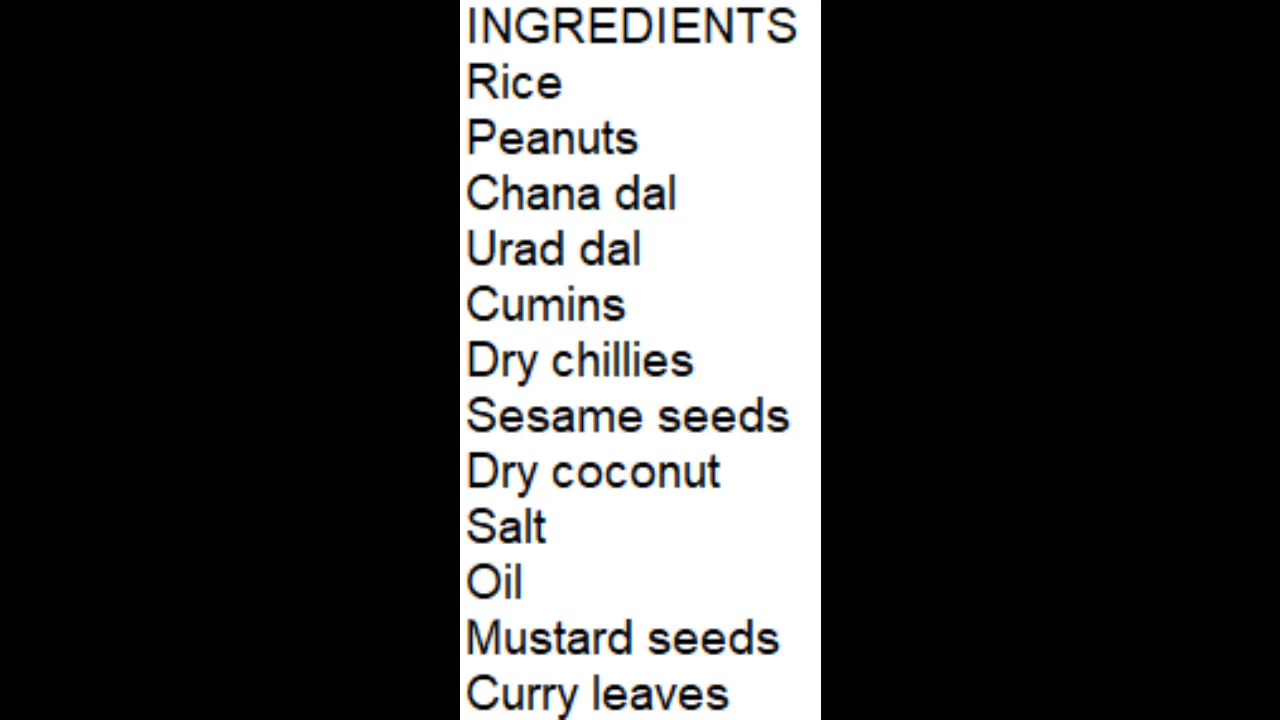 INGREDIENTS
Rice
Peanuts
Chana dal
Urad dal
Cumins
Dry chillies
Sesame seeds
Dry coconut
Salt
Oil
Mustard seeds
Curry leaves